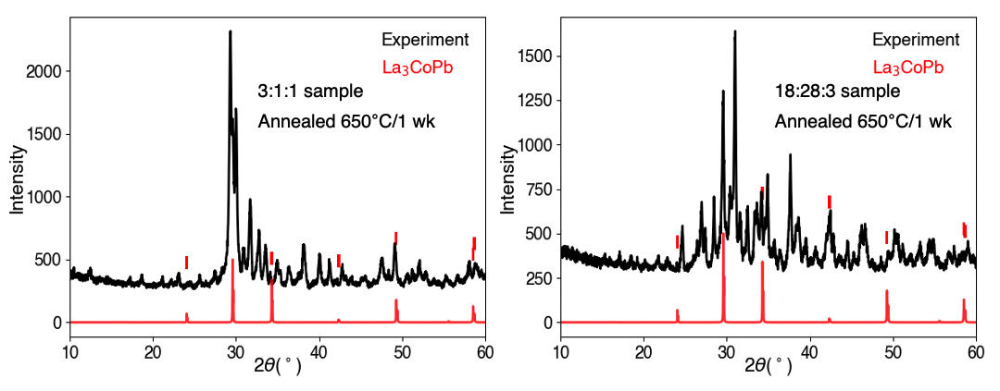 Experiment
La₃CoPb
3:1:1 sample
Annealed 650°C/1 wk
Intensity
2000
1500
1000
500
0
10 20 30 40 50 60
2θ(°)
Experiment
La₃CoPb
18:28:3 sample
Annealed 650°C/1 wk
Intensity
1500
1250
1000
750
500
250
0
10 20 30 40 50 60
2θ(°)